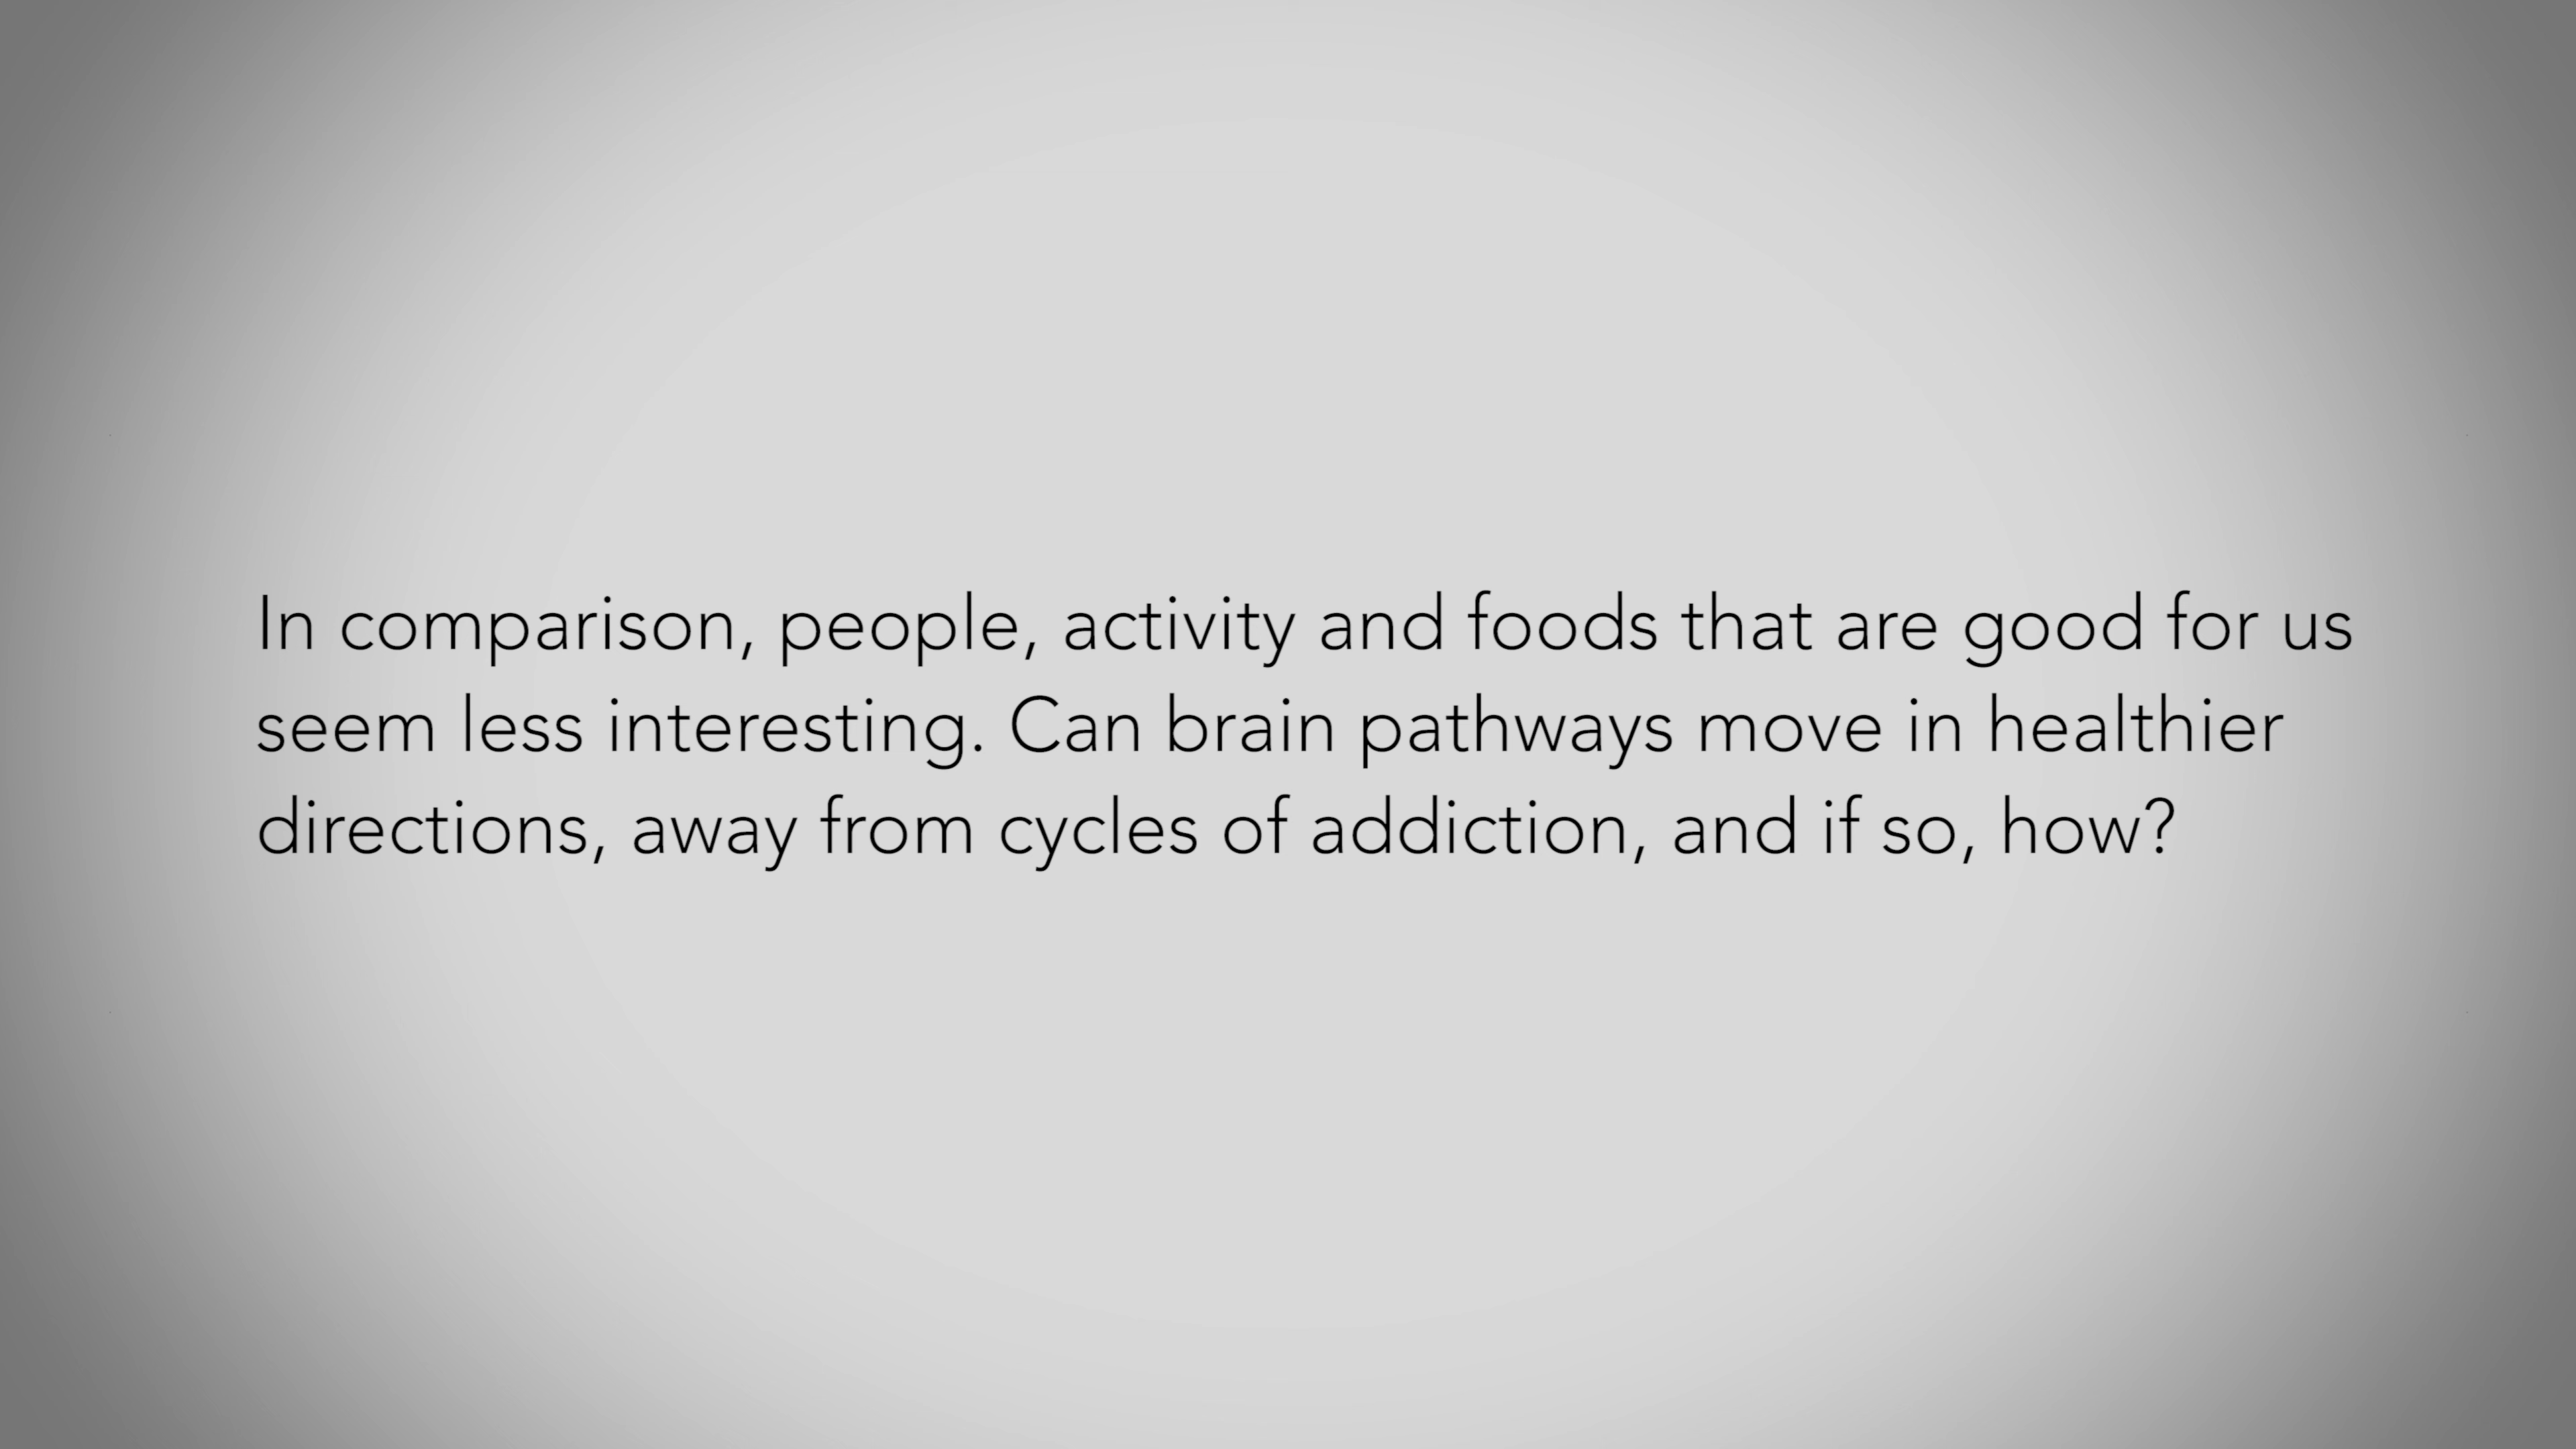 In comparison, people, activity and foods that are good for us
seem less interesting. Can brain pathways move in healthier
directions, away from cycles of addiction, and if so, how?